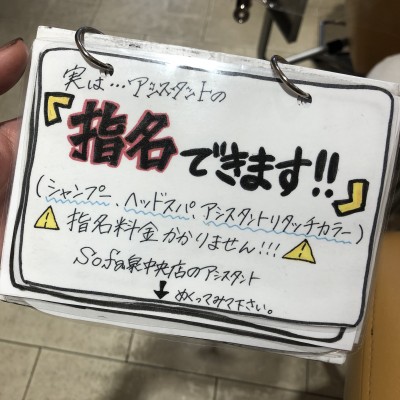 実は…アシスタントの
『指名できます!!』
(シャンプー、ヘッドスパ、アシスタントリタッチカラー)
指名料金かかりません!!!
Sofa泉中央店のアシスタント
↓ めくってみて下さい。